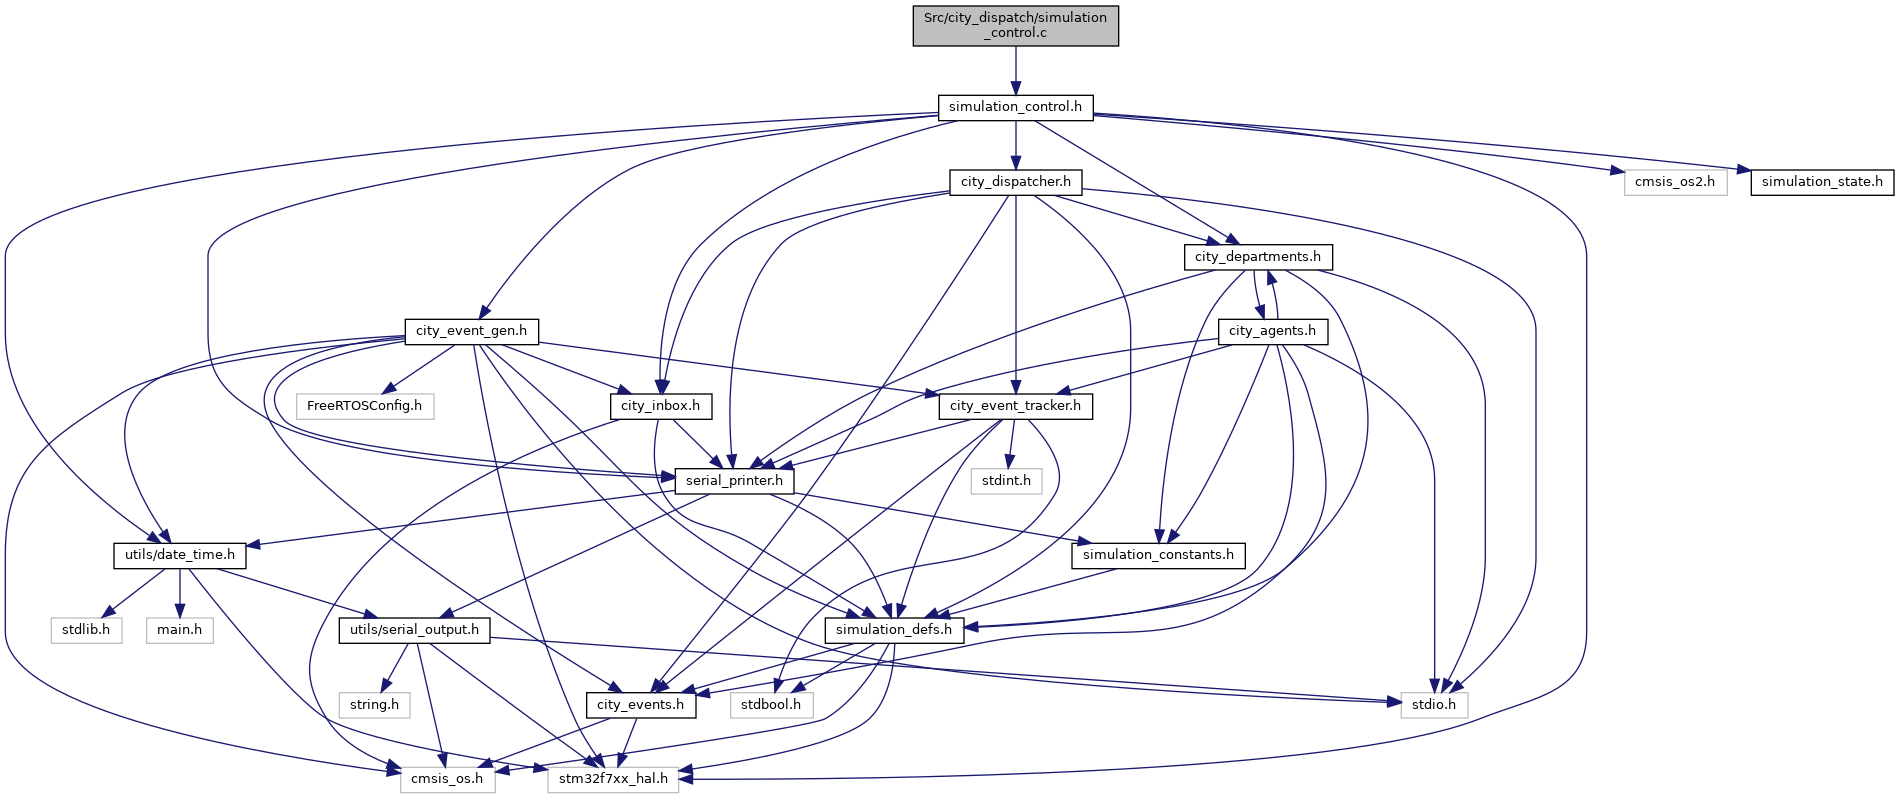 Src/city_dispatch/simulation
_control.c
simulation_control.h
city_dispatcher.h
cmsis_os2.h
simulation_state.h
city_departments.h
city_event_gen.h
city_agents.h
FreeRTOSConfig.h
city_inbox.h
city_event_tracker.h
serial_printer.h
stdint.h
utils/date_time.h
simulation_constants.h
stdlib.h
main.h
utils/serial_output.h
simulation_defs.h
string.h
city_events.h
stdbool.h
stdio.h
cmsis_os.h
stm32f7xx_hal.h